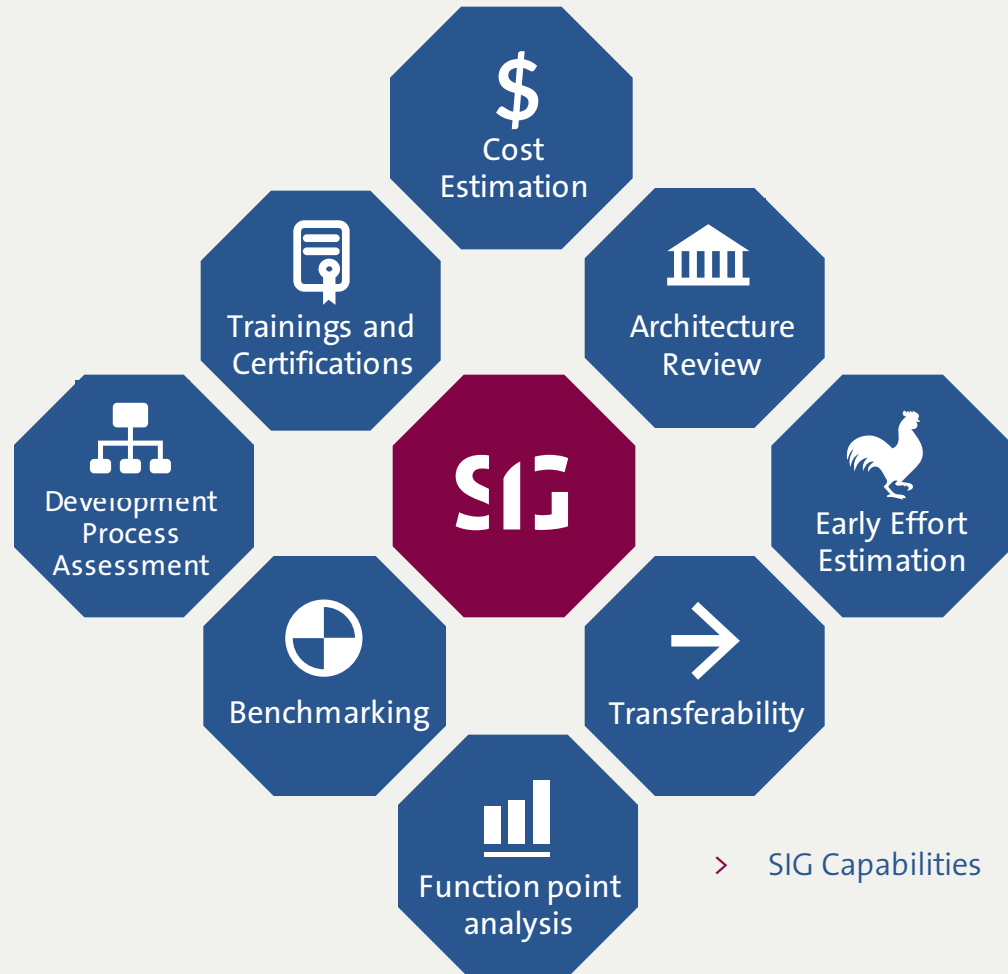 $
Cost
Estimation
Trainings and
Certifications
Architecture
Review
Development
Process
Assessment
SIG
Early Effort
Estimation
Benchmarking
Transferability
Function point
analysis
> SIG Capabilities